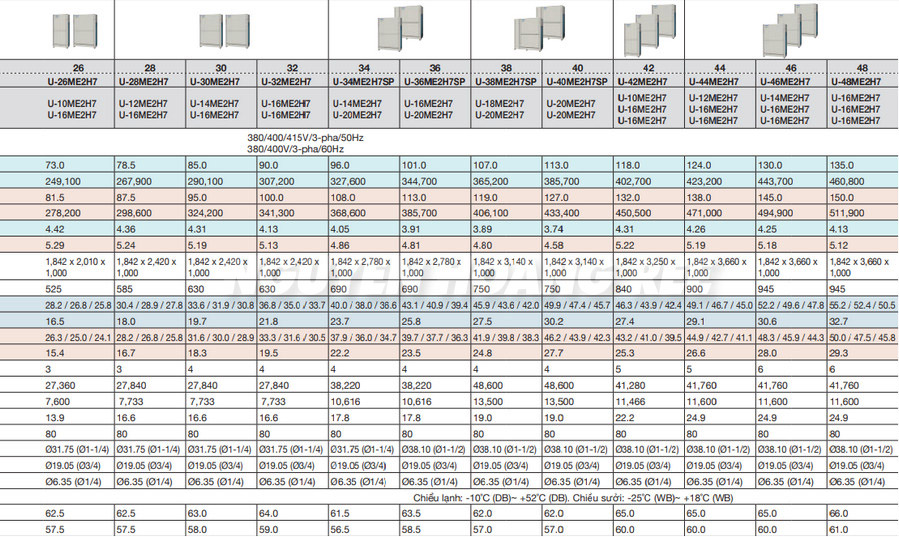 26 28 30 32 34 36 38 40 42 44 46 48
U-26ME2H7 U-28ME2H7 U-30ME2H7 U-32ME2H7 U-34ME2H7SP U-36ME2H7SP U-38ME2H7SP U-40ME2H7SP U-42ME2H7 U-44ME2H7 U-46ME2H7 U-48ME2H7
U-10ME2H7 U-12ME2H7 U-14ME2H7 U-16ME2HI7 U-14ME2H7 U-16ME2H7 U-18ME2H7 U-20ME2H7 U-10ME2H7 U-12ME2H7 U-14ME2H7 U-16ME2H7
U-16ME2H7 U-16ME2H7 U-16ME2H7 U-16ME2HI7 U-20ME2H7 U-20ME2H7 U-20ME2H7 U-20ME2H7 U-16ME2H7 U-16ME2H7 U-16ME2H7 U-16ME2H7
U-16ME2H7 U-16ME2H7 U-16ME2H7 U-16ME2H7
380/400/415V/3-pha/50Hz
380/400V/3-pha/60Hz
73.0 78.5 85.0 90.0 96.0 101.0 107.0 113.0 118.0 124.0 130.0 135.0
249,100 267,900 290,100 307,200 327,600 344,700 365,200 385,700 402,700 423,200 443,700 460,800
81.5 87.5 95.0 100.0 108.0 113.0 119.0 127.0 132.0 138.0 145.0 150.0
278,200 298,600 324,200 341,300 368,600 385,700 406,100 433,400 450,500 471,000 494,900 511,900
4.42 4.36 4.31 4.13 4.05 3.91 3.89 3.74 4.31 4.26 4.25 4.13
5.29 5.24 5.19 5.13 4.86 4.81 4.80 4.58 5.22 5.19 5.18 5.12
1,842 x 2,010 x 1,842 x 2,420 x 1,842 x 2,420 x 1,842 x 2,420 x 1,842 x 2,780 x 1,842 x 2,780 x 1,842 x 3,140 x 1,842 x 3,140 x 1,842 x 3,250 x 1,842 x 3,660 x 1,842 x 3,660 x 1,842 x 3,660 x
1,000 1,000 1,000 1,000 1,000 1,000 1,000 1,000 1,000 1,000 1,000 1,000
525 585 630 630 690 690 750 750 840 900 945 945
28.2 / 26.8 / 25.8 30.4 / 28.9 / 27.8 33.6 / 31.9 / 30.8 36.8 / 35.0 / 33.7 40.0 / 38.0 / 36.6 43.1 / 40.9 / 39.4 45.9 / 43.6 / 42.0 49.9 / 47.4 / 45.7 46.3 / 43.9 / 42.4 49.1 / 46.7 / 45.0 52.2 / 49.6 / 47.8 55.2 / 52.4 / 50.5
16.5 18.0 19.7 21.8 23.7 25.8 27.5 30.2 27.4 29.1 30.6 32.7
26.3 / 25.0 / 24.1 28.2 / 26.8 / 25.8 31.6 / 30.0 / 28.9 33.3 / 31.6 / 30.5 37.9 / 36.0 / 34.7 39.7 / 37.7 / 36.3 41.9 / 39.8 / 38.3 46.2 / 43.9 / 42.3 43.2 / 41.0 / 39.5 44.9 / 42.7 / 41.1 48.3 / 45.9 / 44.3 50.0 / 47.5 / 45.8
15.4 16.7 18.3 19.5 22.2 23.5 24.8 27.7 25.3 26.6 28.0 29.3
3 3 4 4 4 4 4 4 5 5 6 6
27,360 27,840 27,840 27,840 38,220 38,220 48,600 48,600 41,280 41,760 41,760 41,760
7,600 7,733 7,733 7,733 10,616 10,616 13,500 13,500 11,466 11,600 11,600 11,600
13.9 16.6 16.6 16.6 17.8 17.8 19.0 19.0 22.2 24.9 24.9 24.9
80 80 80 80 80 80 80 80 80 80 80 80
Ø31.75 (Ø1-1/4) Ø31.75 (Ø1-1/4) Ø31.75 (Ø1-1/4) Ø31.75 (Ø1-1/4) Ø31.75 (Ø1-1/4) Ø38.10 (Ø1-1/2) Ø38.10 (Ø1-1/2) Ø38.10 (Ø1-1/2) Ø38.10 (Ø1-1/2) Ø38.10 (Ø1-1/2) Ø38.10 (Ø1-1/2) Ø38.10 (Ø1-1/2)
Ø19.05 (Ø3/4) Ø19.05 (Ø3/4) Ø19.05 (Ø3/4) Ø19.05 (Ø3/4) Ø19.05 (Ø3/4) Ø19.05 (Ø3/4) Ø19.05 (Ø3/4) Ø19.05 (Ø3/4) Ø19.05 (Ø3/4) Ø19.05 (Ø3/4) Ø19.05 (Ø3/4) Ø19.05 (Ø3/4)
Ø6.35 (Ø1/4) Ø6.35 (Ø1/4) Ø6.35 (Ø1/4) Ø6.35 (Ø1/4) Ø6.35 (Ø1/4) Ø6.35 (Ø1/4) Ø6.35 (Ø1/4) Ø6.35 (Ø1/4) Ø6.35 (Ø1/4) Ø6.35 (Ø1/4) Ø6.35 (Ø1/4) Ø6.35 (Ø1/4)
Chiều lạnh: -10°C (DB)~ +52°C (DB). Chiều sưởi: -25°C (WB)~ +18°C (WB)
62.5 62.5 63.0 64.0 61.5 63.5 62.0 62.0 65.0 65.0 65.0 66.0
57.5 57.5 58.0 59.0 56.5 58.5 57.0 57.0 60.0 60.0 60.0 61.0